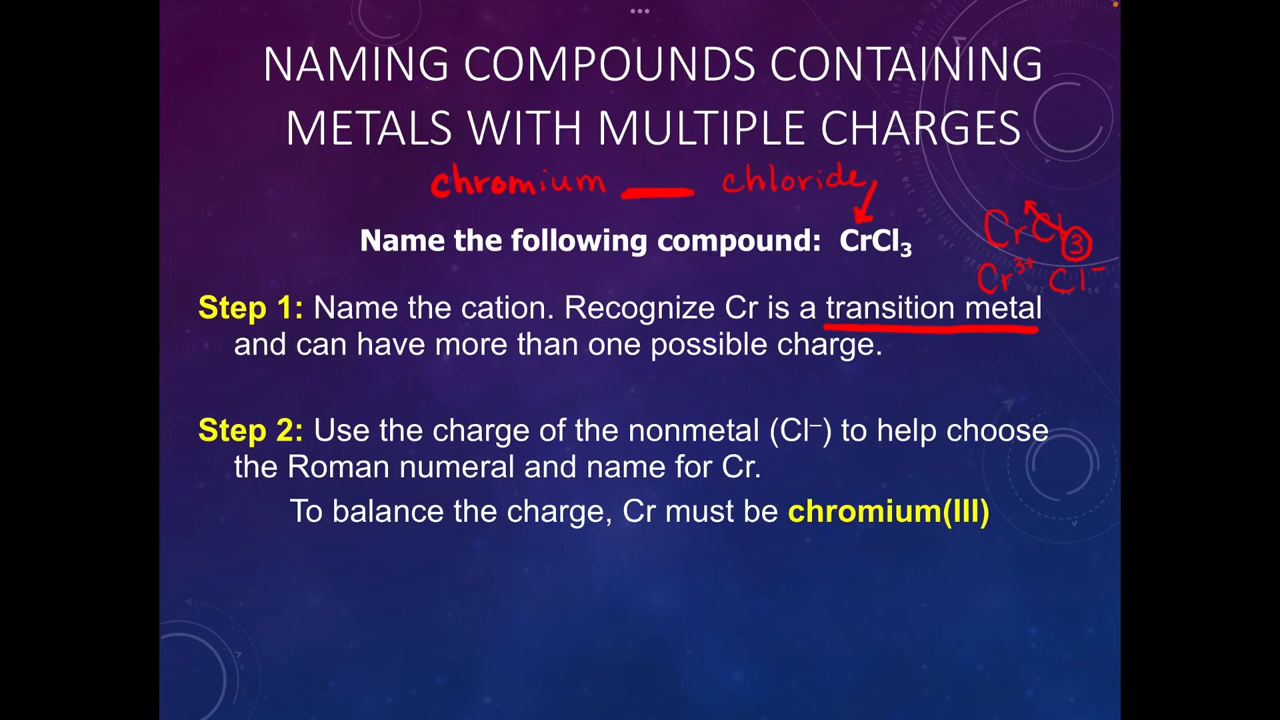 NAMING COMPOUNDS CONTAINING
METALS WITH MULTIPLE CHARGES
chromium ___ chloride
Name the following compound: CrCl₃
CrCl₃
Cr³⁺ Cl⁻
Step 1: Name the cation. Recognize Cr is a transition metal
and can have more than one possible charge.
Step 2: Use the charge of the nonmetal (Cl⁻) to help choose
the Roman numeral and name for Cr.
To balance the charge, Cr must be chromium(III)